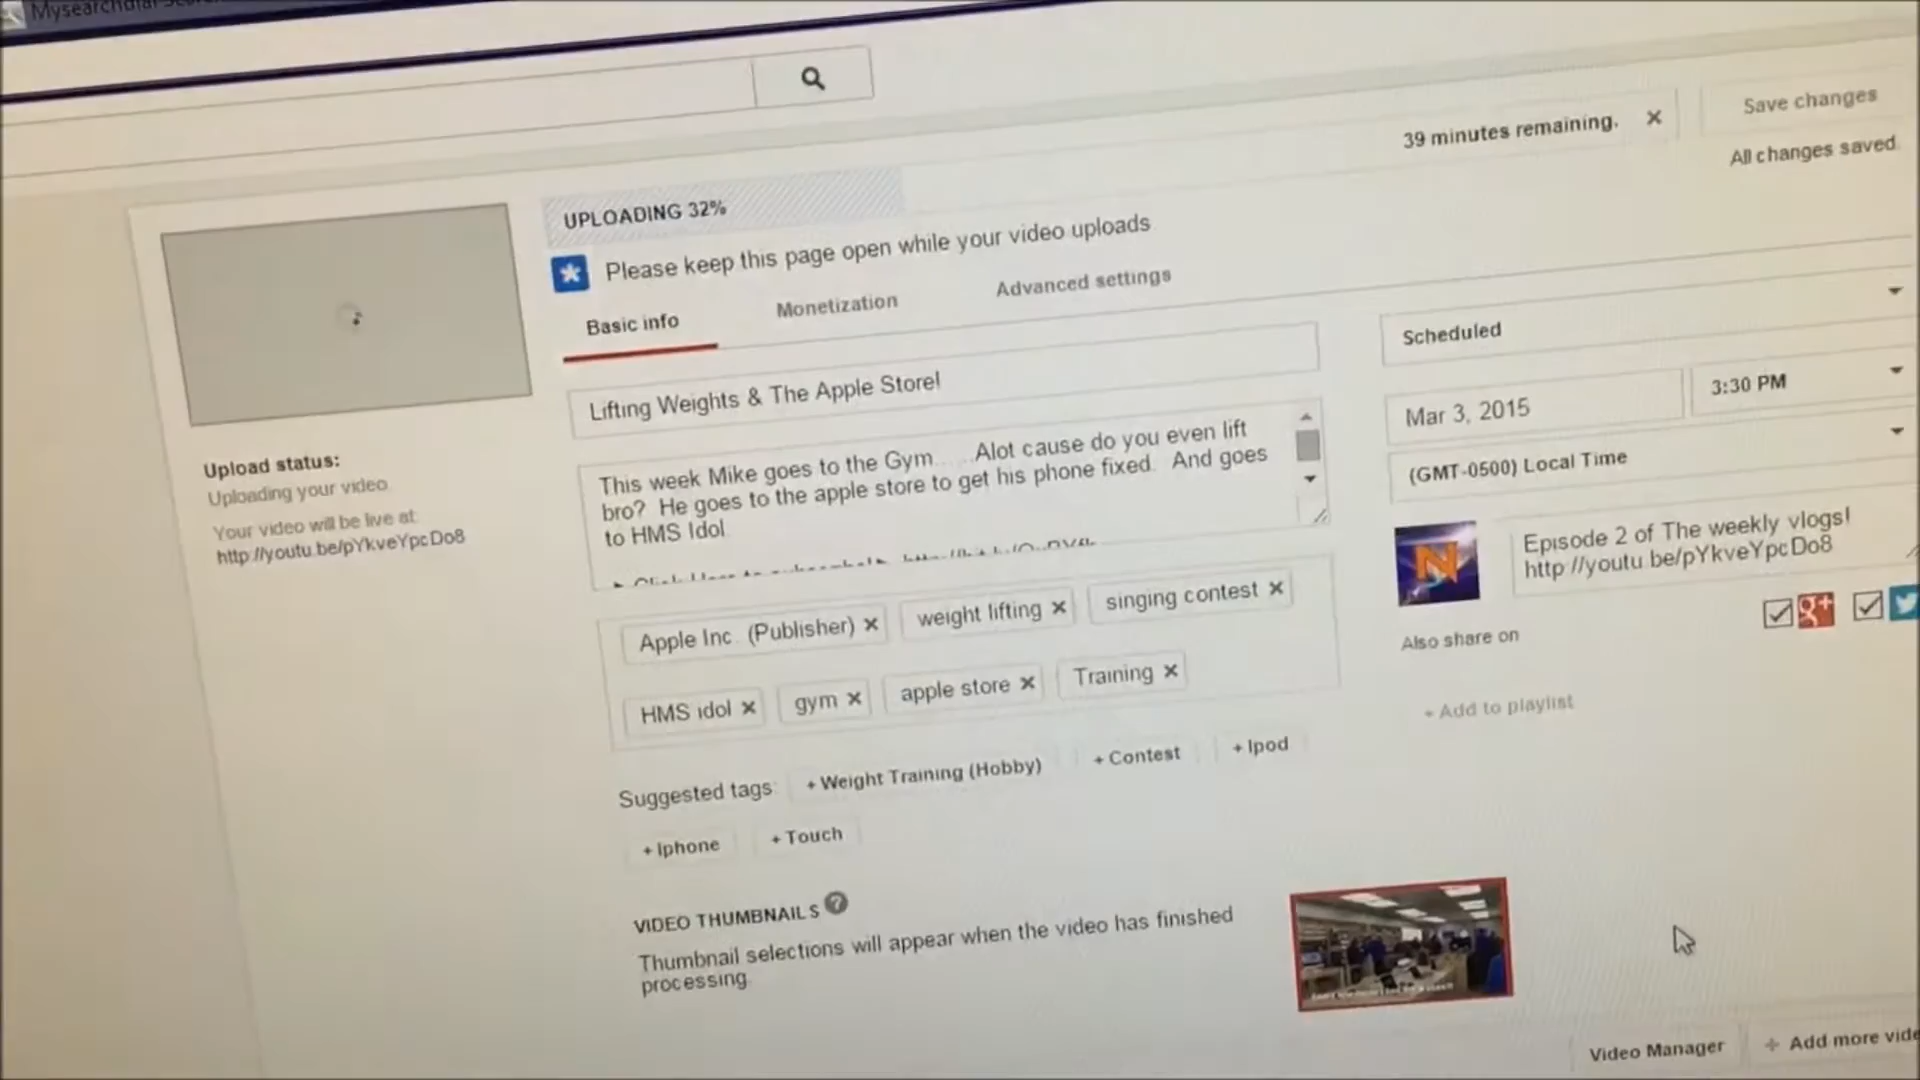 39 minutes remaining.
Save changes
All changes saved.
UPLOADING 32%
Please keep this page open while your video uploads
Basic info
Monetization
Advanced settings
Lifting Weights & The Apple Store!
This week Mike goes to the Gym..... Alot cause do you even lift
bro? He goes to the apple store to get his phone fixed. And goes
to HMS Idol
Upload status:
Uploading your video.
Your video will be live at:
http://youtu.be/pYkveYpcDo8
Apple Inc. (Publisher)
weight lifting
singing contest
HMS idol
gym
apple store
Training
Suggested tags:
+ Weight Training (Hobby)
+ Contest
+ Ipod
+ Iphone
+ Touch
VIDEO THUMBNAILS ?
Thumbnail selections will appear when the video has finished
processing.
Scheduled
Mar 3, 2015
3:30 PM
(GMT-0500) Local Time
N
Episode 2 of The weekly vlogs!
http://youtu.be/pYkveYpcDo8
Also share on
g+
+ Add to playlist
Video Manager
+ Add more vide